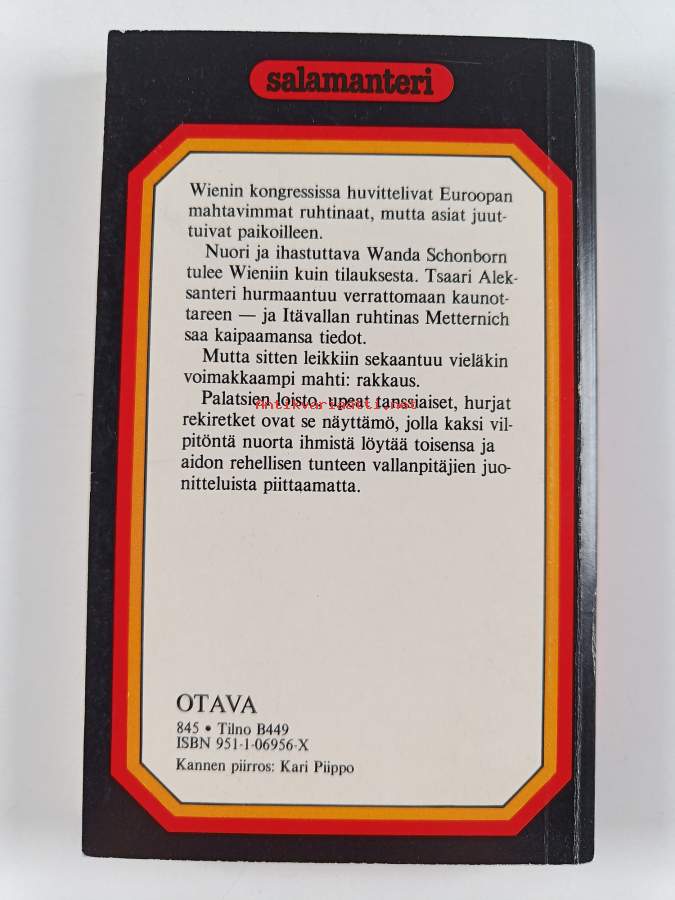 salamanteri
Wienin kongressissa huvittelivat Euroopan
mahtavimmat ruhtinaat, mutta asiat juut-
tuivat paikoilleen.
Nuori ja ihastuttava Wanda Schonborn
tulee Wieniin kuin tilauksesta. Tsaari Alek-
santeri hurmaantuu verrattomaan kaunot-
tareen — ja Itävallan ruhtinas Metternich
saa kaipaamansa tiedot.
Mutta sitten leikkiin sekaantuu vieläkin
voimakkaampi mahti: rakkaus.
Palatsien loisto, upeat tanssiaiset, hurjat
Antikvariaatti.net
rekiretket ovat se näyttämö, jolla kaksi vil-
pitöntä nuorta ihmistä löytää toisensa ja
aidon rehellisen tunteen vallanpitäjien juo-
nitteluista piittaamatta.
OTAVA
845 • Tilno B449
ISBN 951-1-06956-X
Kannen piirros: Kari Piippo